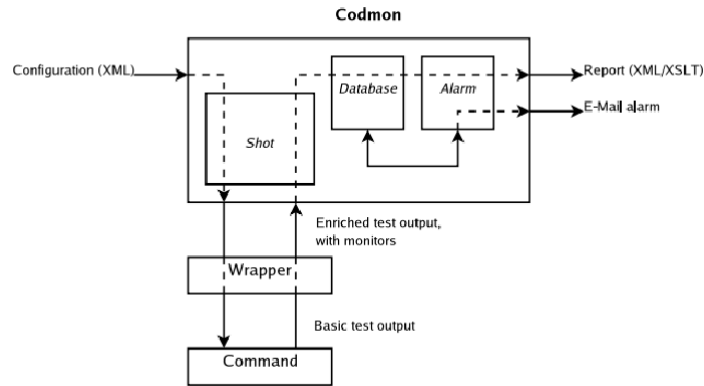 Codmon
Configuration (XML)
Database
Alarm
Report (XML/XSLT)
E-Mail alarm
Shot
Enriched test output,
with monitors
Wrapper
Basic test output
Command